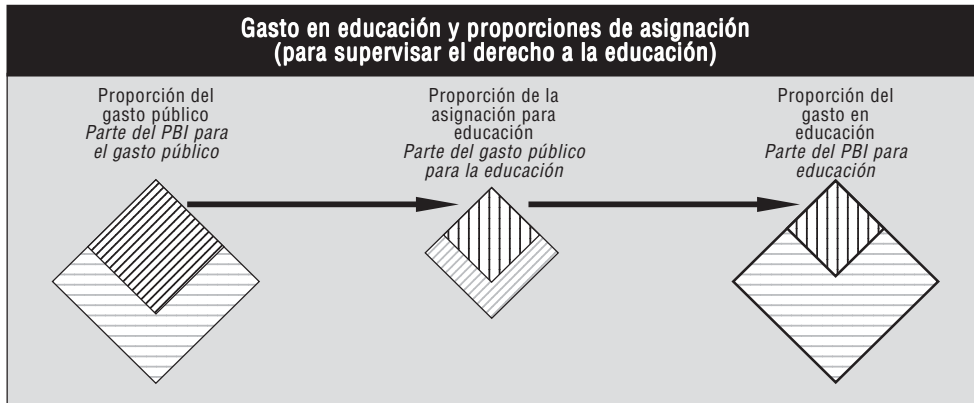 Gasto en educación y proporciones de asignación
(para supervisar el derecho a la educación)
Proporción del
gasto público
Parte del PBI para
el gasto público
Proporción de la
asignación para
educación
Parte del gasto público
para la educación
Proporción del
gasto en
educación
Parte del PBI para
educación